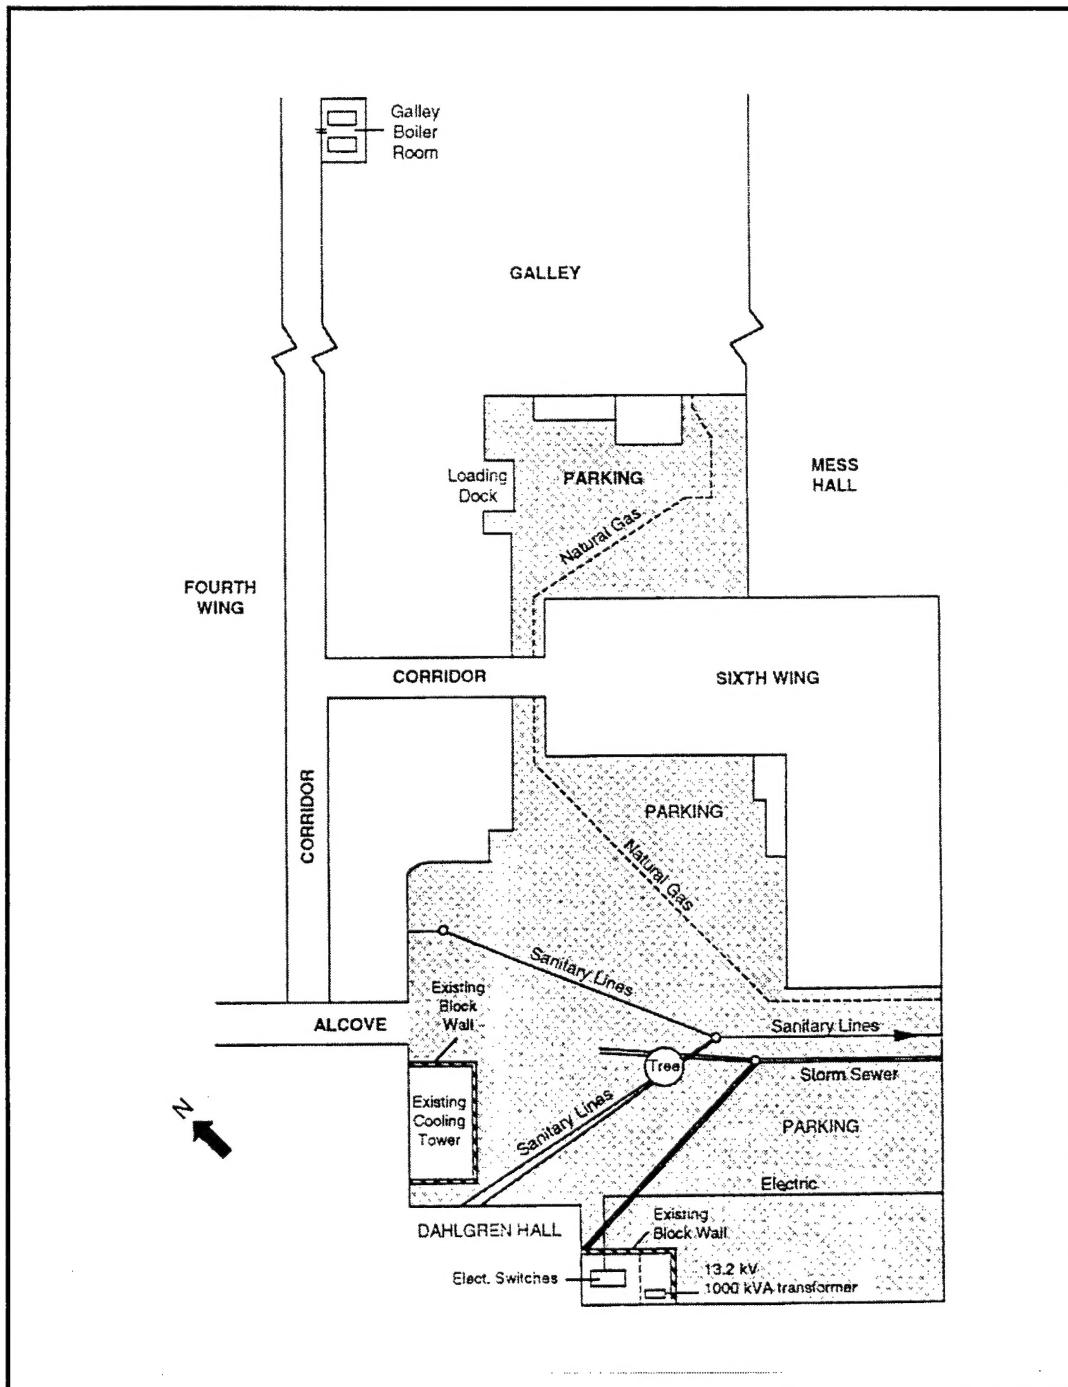 Galley
Boiler
Room
GALLEY
Loading
Dock
PARKING
MESS
HALL
Natural Gas
FOURTH
WING
CORRIDOR
SIXTH WING
CORRIDOR
PARKING
Natural Gas
Sanitary Lines
Existing
Block
Wall
ALCOVE
Sanitary Lines
Tree
Storm Sewer
N
Existing
Cooling
Tower
Sanitary Lines
PARKING
Electric
DAHLGREN HALL
Existing
Block Wall
Elect. Switches
13.2 kV
1000 kVA transformer